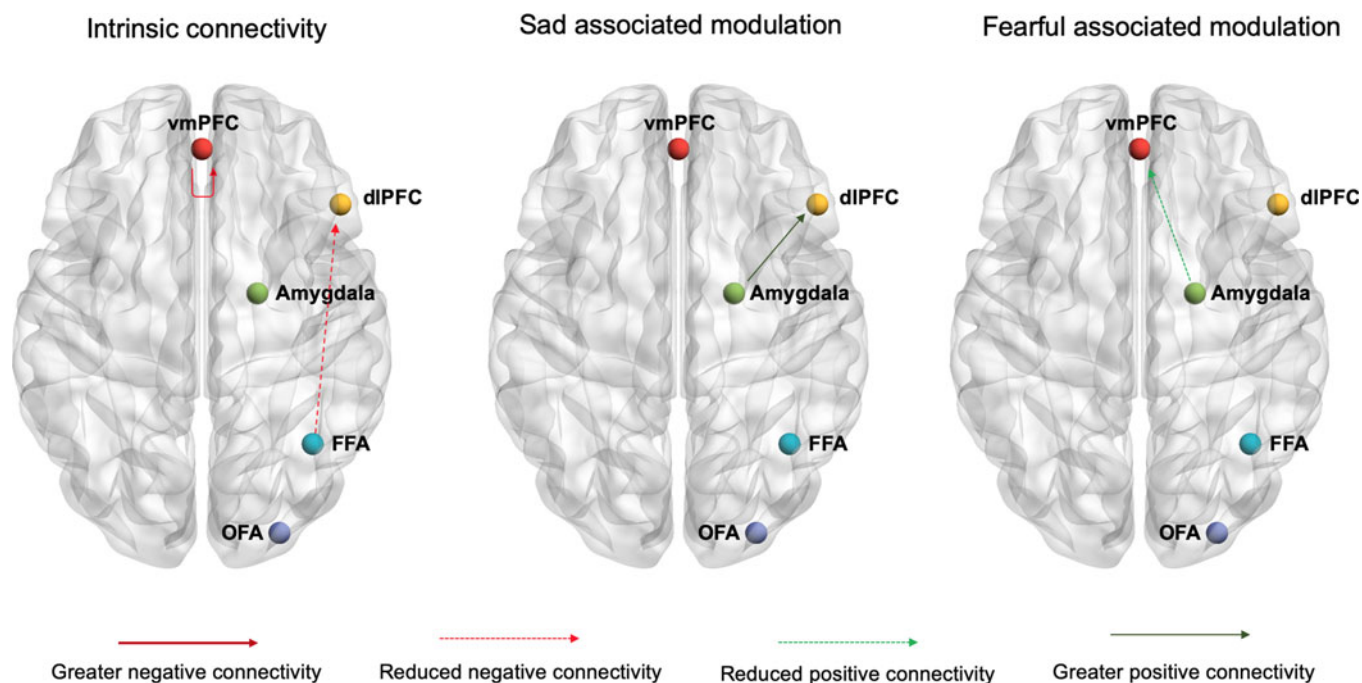 Intrinsic connectivity
Sad associated modulation
Fearful associated modulation
vmPFC
dlPFC
Amygdala
FFA
OFA
vmPFC
dlPFC
Amygdala
FFA
OFA
vmPFC
dlPFC
Amygdala
FFA
OFA
Greater negative connectivity
Reduced negative connectivity
Reduced positive connectivity
Greater positive connectivity